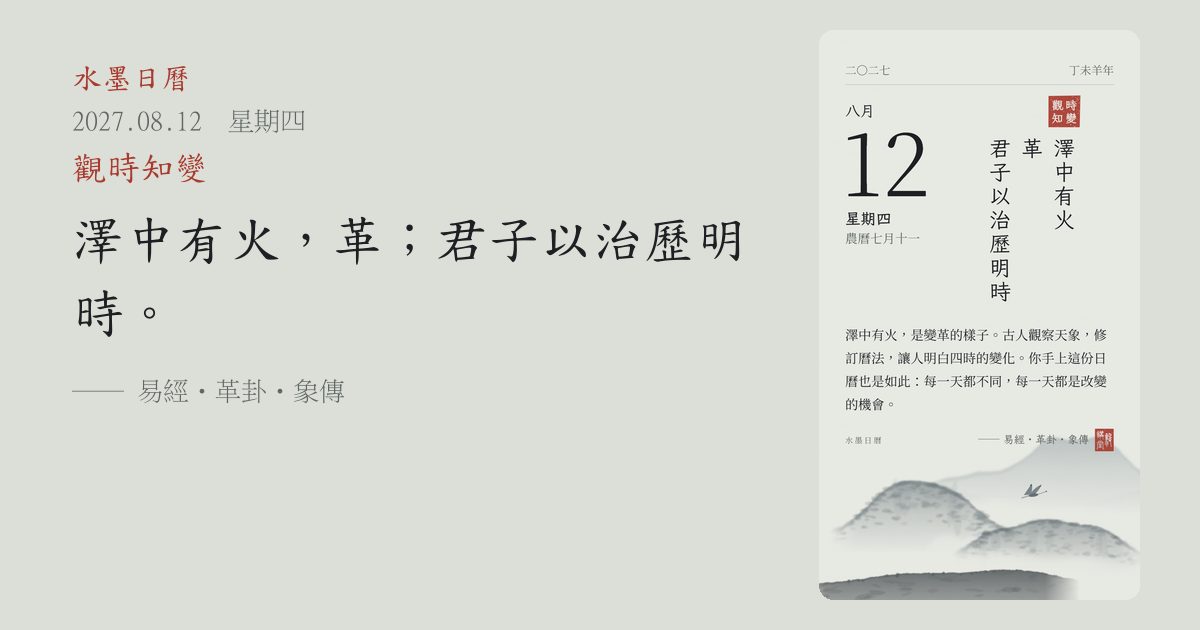 水墨日曆
2027.08.12 星期四
觀時知變
澤中有火，革；君子以治歷明
時。
—— 易經・革卦・象傳
二〇二七
丁未羊年
八月
12
星期四
農曆七月十一
時變
觀知
澤中有火
革
君子以治歷明時
澤中有火，是變革的樣子。古人觀察天象，修
訂曆法，讓人明白四時的變化。你手上這份日
曆也是如此：每一天都不同，每一天都是改變
的機會。
水墨日曆
—— 易經・革卦・象傳